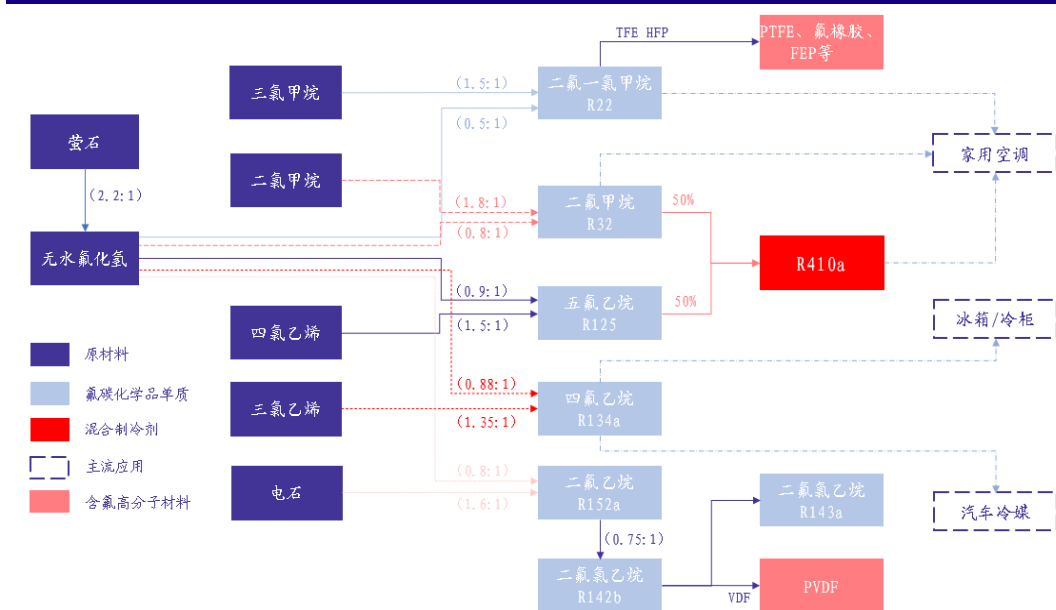 TFE HFP
PTFE、氟橡胶、
FEP等
三氯甲烷
(1.5:1)
二氟一氯甲烷
R22
(0.5:1)
萤石
家用空调
二氯甲烷
(2.2:1)
(1.8:1)
二氟甲烷
R32
50%
(0.8:1)
无水氟化氢
R410a
(0.9:1)
五氟乙烷
R125
50%
四氯乙烯
(1.5:1)
冰箱/冷柜
原材料
氟碳化学品单质
(0.88:1)
四氟乙烷
R134a
三氯乙烯
(1.35:1)
混合制冷剂
主流应用
(0.8:1)
二氟乙烷
R152a
二氟氯乙烷
R143a
电石
(1.6:1)
含氟高分子材料
汽车冷媒
(0.75:1)
二氟氯乙烷
R142b
VDF
PVDF